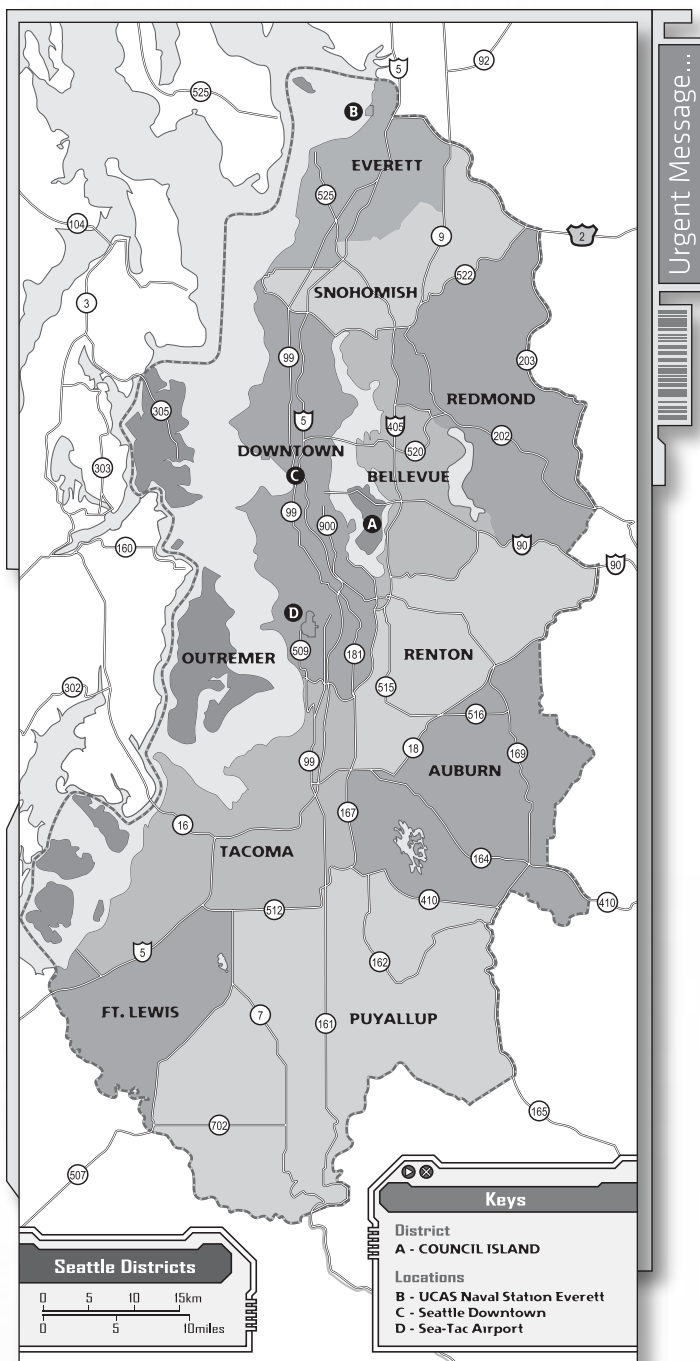 5
92
525
B
Urgent Message...
EVERETT
525
104
9
2
522
3
SNOHOMISH
99
203
REDMOND
305
5
405
202
DOWNTOWN
520
303
C
BELLEVUE
99
900
A
160
90
90
D
OUTREMER
509
181
RENTON
302
515
516
18
169
99
AUBURN
167
16
TACOMA
164
410
410
512
5
162
FT. LEWIS
7
161
PUYALLUP
702
165
507
Keys
District
A - COUNCIL ISLAND
Locations
B - UCAS Naval Station Everett
C - Seattle Downtown
D - Sea-Tac Airport
Seattle Districts
0 5 10 15km
0 5 10miles